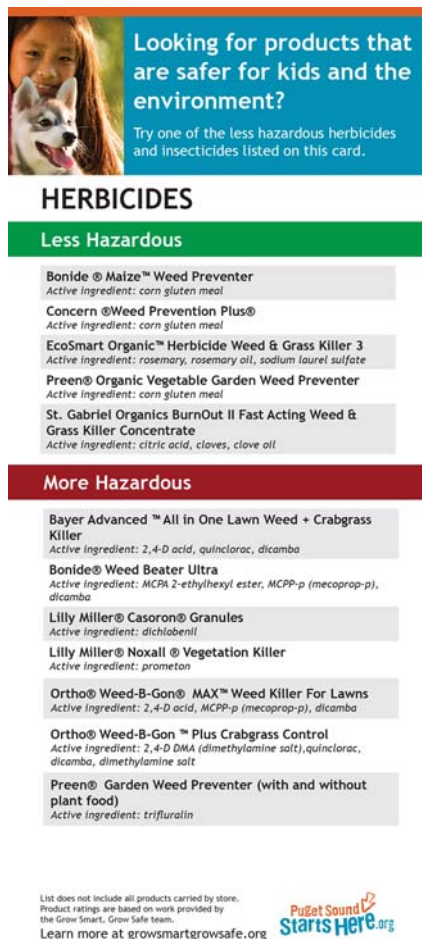 Looking for products that
are safer for kids and the
environment?
Try one of the less hazardous herbicides
and insecticides listed on this card.
HERBICIDES
Less Hazardous
Bonide ® Maize™ Weed Preventer
Active ingredient: corn gluten meal
Concern ®Weed Prevention Plus®
Active ingredient: corn gluten meal
EcoSmart Organic™ Herbicide Weed & Grass Killer 3
Active ingredient: rosemary, rosemary oil, sodium laurel sulfate
Preen® Organic Vegetable Garden Weed Preventer
Active ingredient: corn gluten meal
St. Gabriel Organics BurnOut II Fast Acting Weed &
Grass Killer Concentrate
Active ingredient: citric acid, cloves, clove oil
More Hazardous
Bayer Advanced ™ All in One Lawn Weed + Crabgrass
Killer
Active ingredient: 2,4-D acid, quinclorac, dicamba
Bonide® Weed Beater Ultra
Active ingredient: MCPA 2-ethylhexyl ester, MCPP-p (mecoprop-p),
dicamba
Lilly Miller® Casoron® Granules
Active ingredient: dichlobenil
Lilly Miller® Noxall ® Vegetation Killer
Active ingredient: prometon
Ortho® Weed-B-Gon® MAX™ Weed Killer For Lawns
Active ingredient: 2,4-D acid, MCPP-p (mecoprop-p), dicamba
Ortho® Weed-B-Gon ™ Plus Crabgrass Control
Active ingredient: 2,4-D DMA (dimethylamine salt),quinclorac,
dicamba, dimethylamine salt
Preen® Garden Weed Preventer (with and without
plant food)
Active ingredient: trifluralin
List does not include all products carried by store.
Product ratings are based on work provided by
the Grow Smart, Grow Safe team.
Learn more at growsmartgrowsafe.org
Puget Sound
Starts Here.org